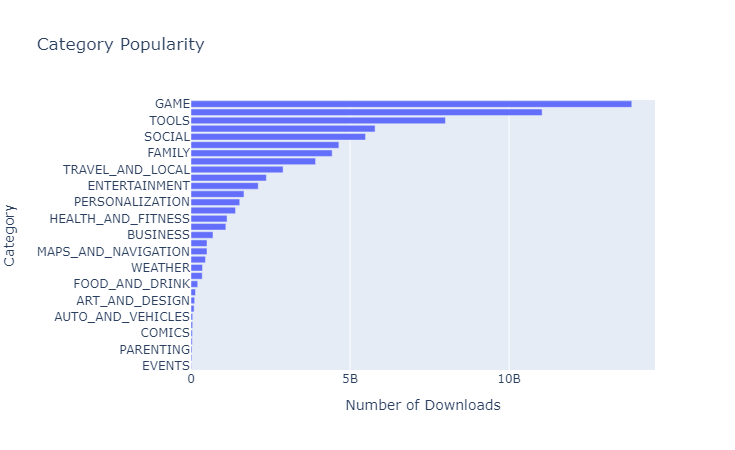 Category Popularity
GAME
TOOLS
SOCIAL
FAMILY
TRAVEL_AND_LOCAL
ENTERTAINMENT
PERSONALIZATION
HEALTH_AND_FITNESS
BUSINESS
MAPS_AND_NAVIGATION
WEATHER
FOOD_AND_DRINK
ART_AND_DESIGN
AUTO_AND_VEHICLES
COMICS
PARENTING
EVENTS
Category
0 5B 10B
Number of Downloads